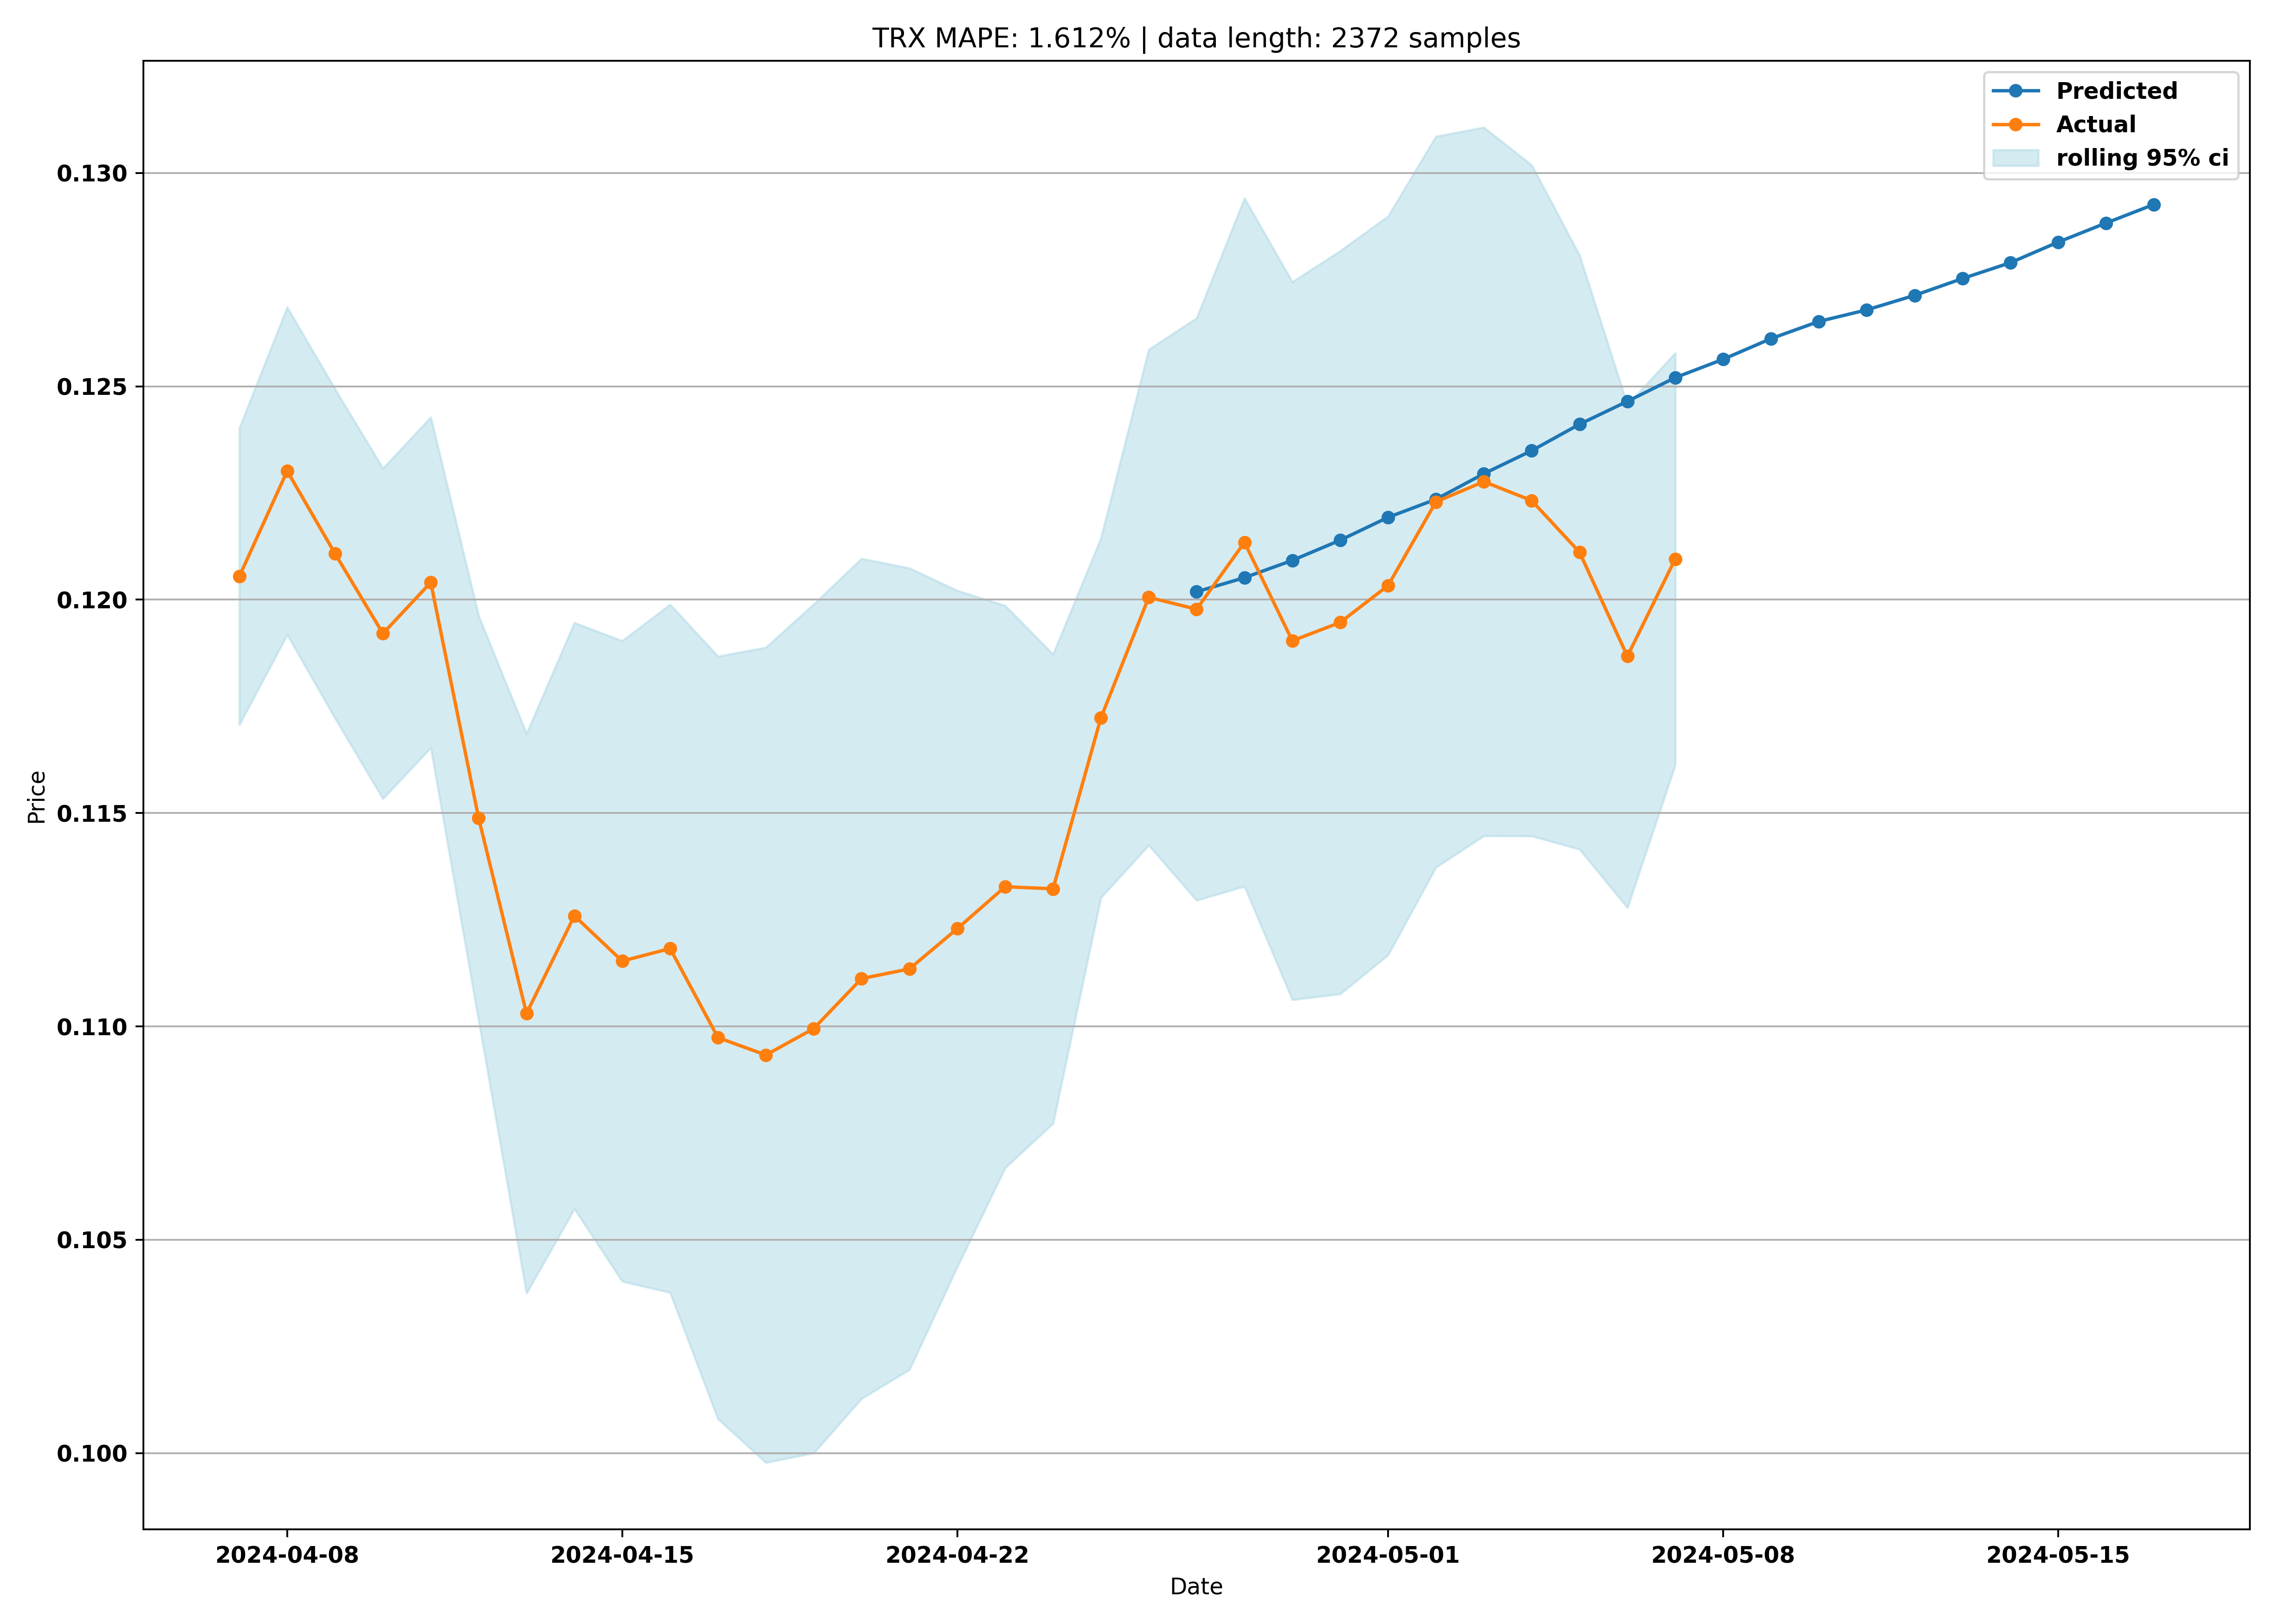 TRX MAPE: 1.612% | data length: 2372 samples
Predicted
Actual
rolling 95% ci
0.130
0.125
0.120
0.115
0.110
0.105
0.100
Price
2024-04-08
2024-04-15
2024-04-22
2024-05-01
2024-05-08
2024-05-15
Date